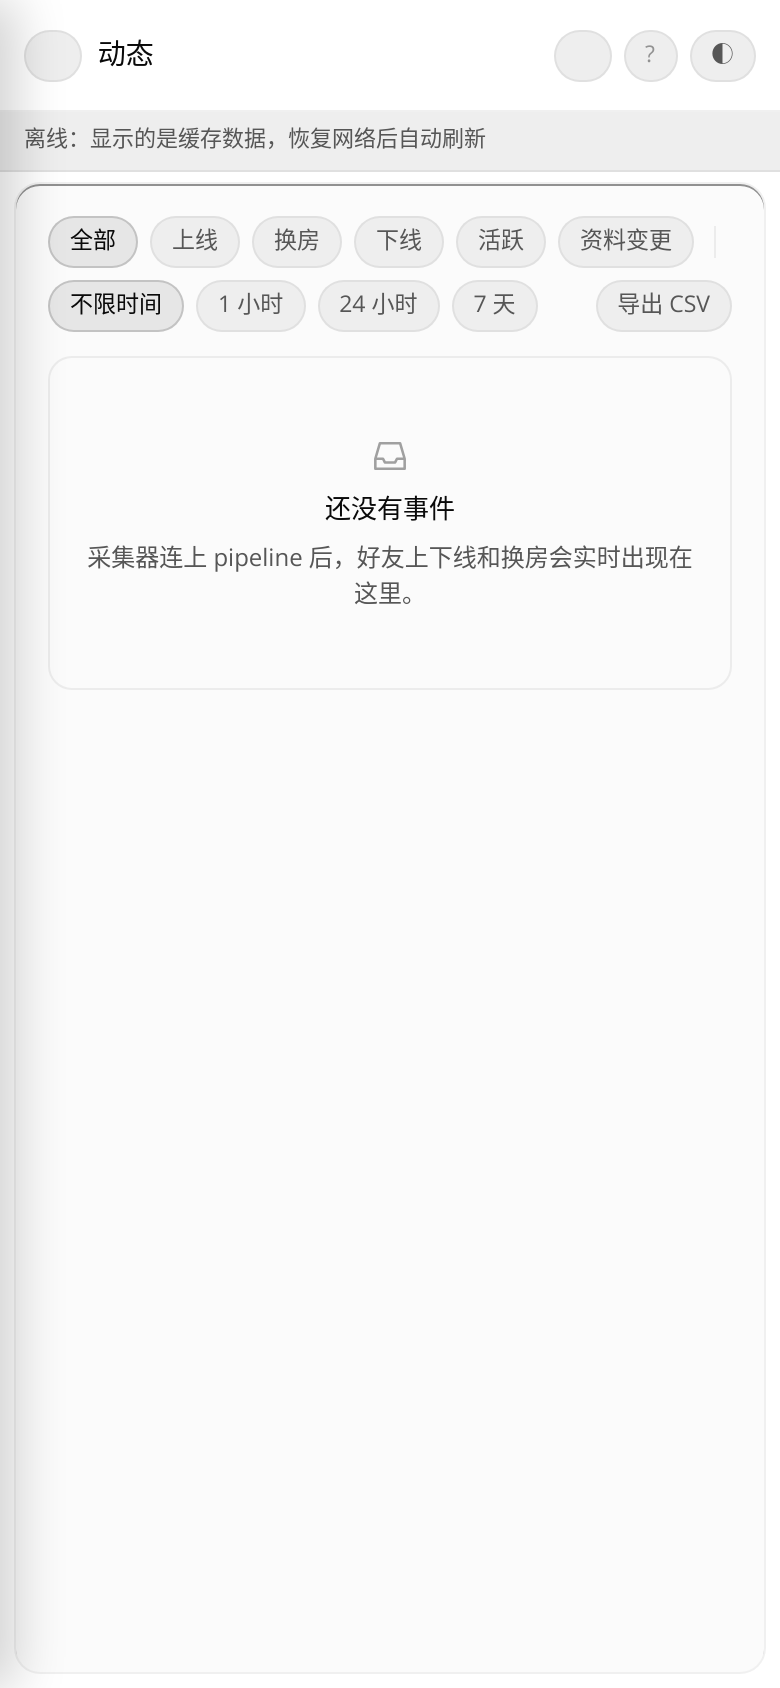 动态
?
离线：显示的是缓存数据，恢复网络后自动刷新
全部 上线 换房 下线 活跃 资料变更
不限时间 1 小时 24 小时 7 天 导出 CSV
还没有事件
采集器连上 pipeline 后，好友上下线和换房会实时出现在
这里。